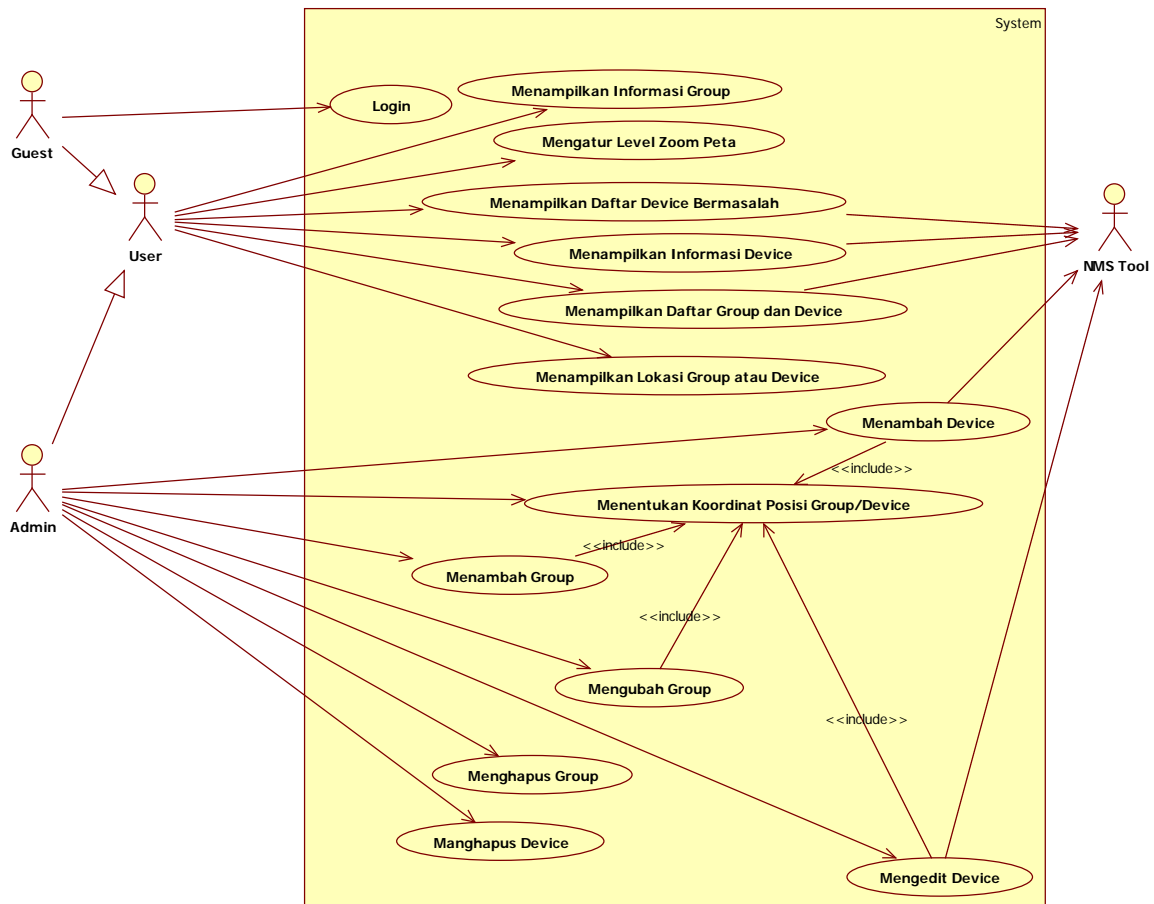 System
Guest
Login
Menampilkan Informasi Group
Mengatur Level Zoom Peta
User
Menampilkan Daftar Device Bermasalah
Menampilkan Informasi Device
NMS Tool
Menampilkan Daftar Group dan Device
Menampilkan Lokasi Group atau Device
Menambah Device
<<include>>
Admin
Menentukan Koordinat Posisi Group/Device
<<include>>
Menambah Group
<<include>>
Mengubah Group
<<include>>
Menghapus Group
Manghapus Device
Mengedit Device